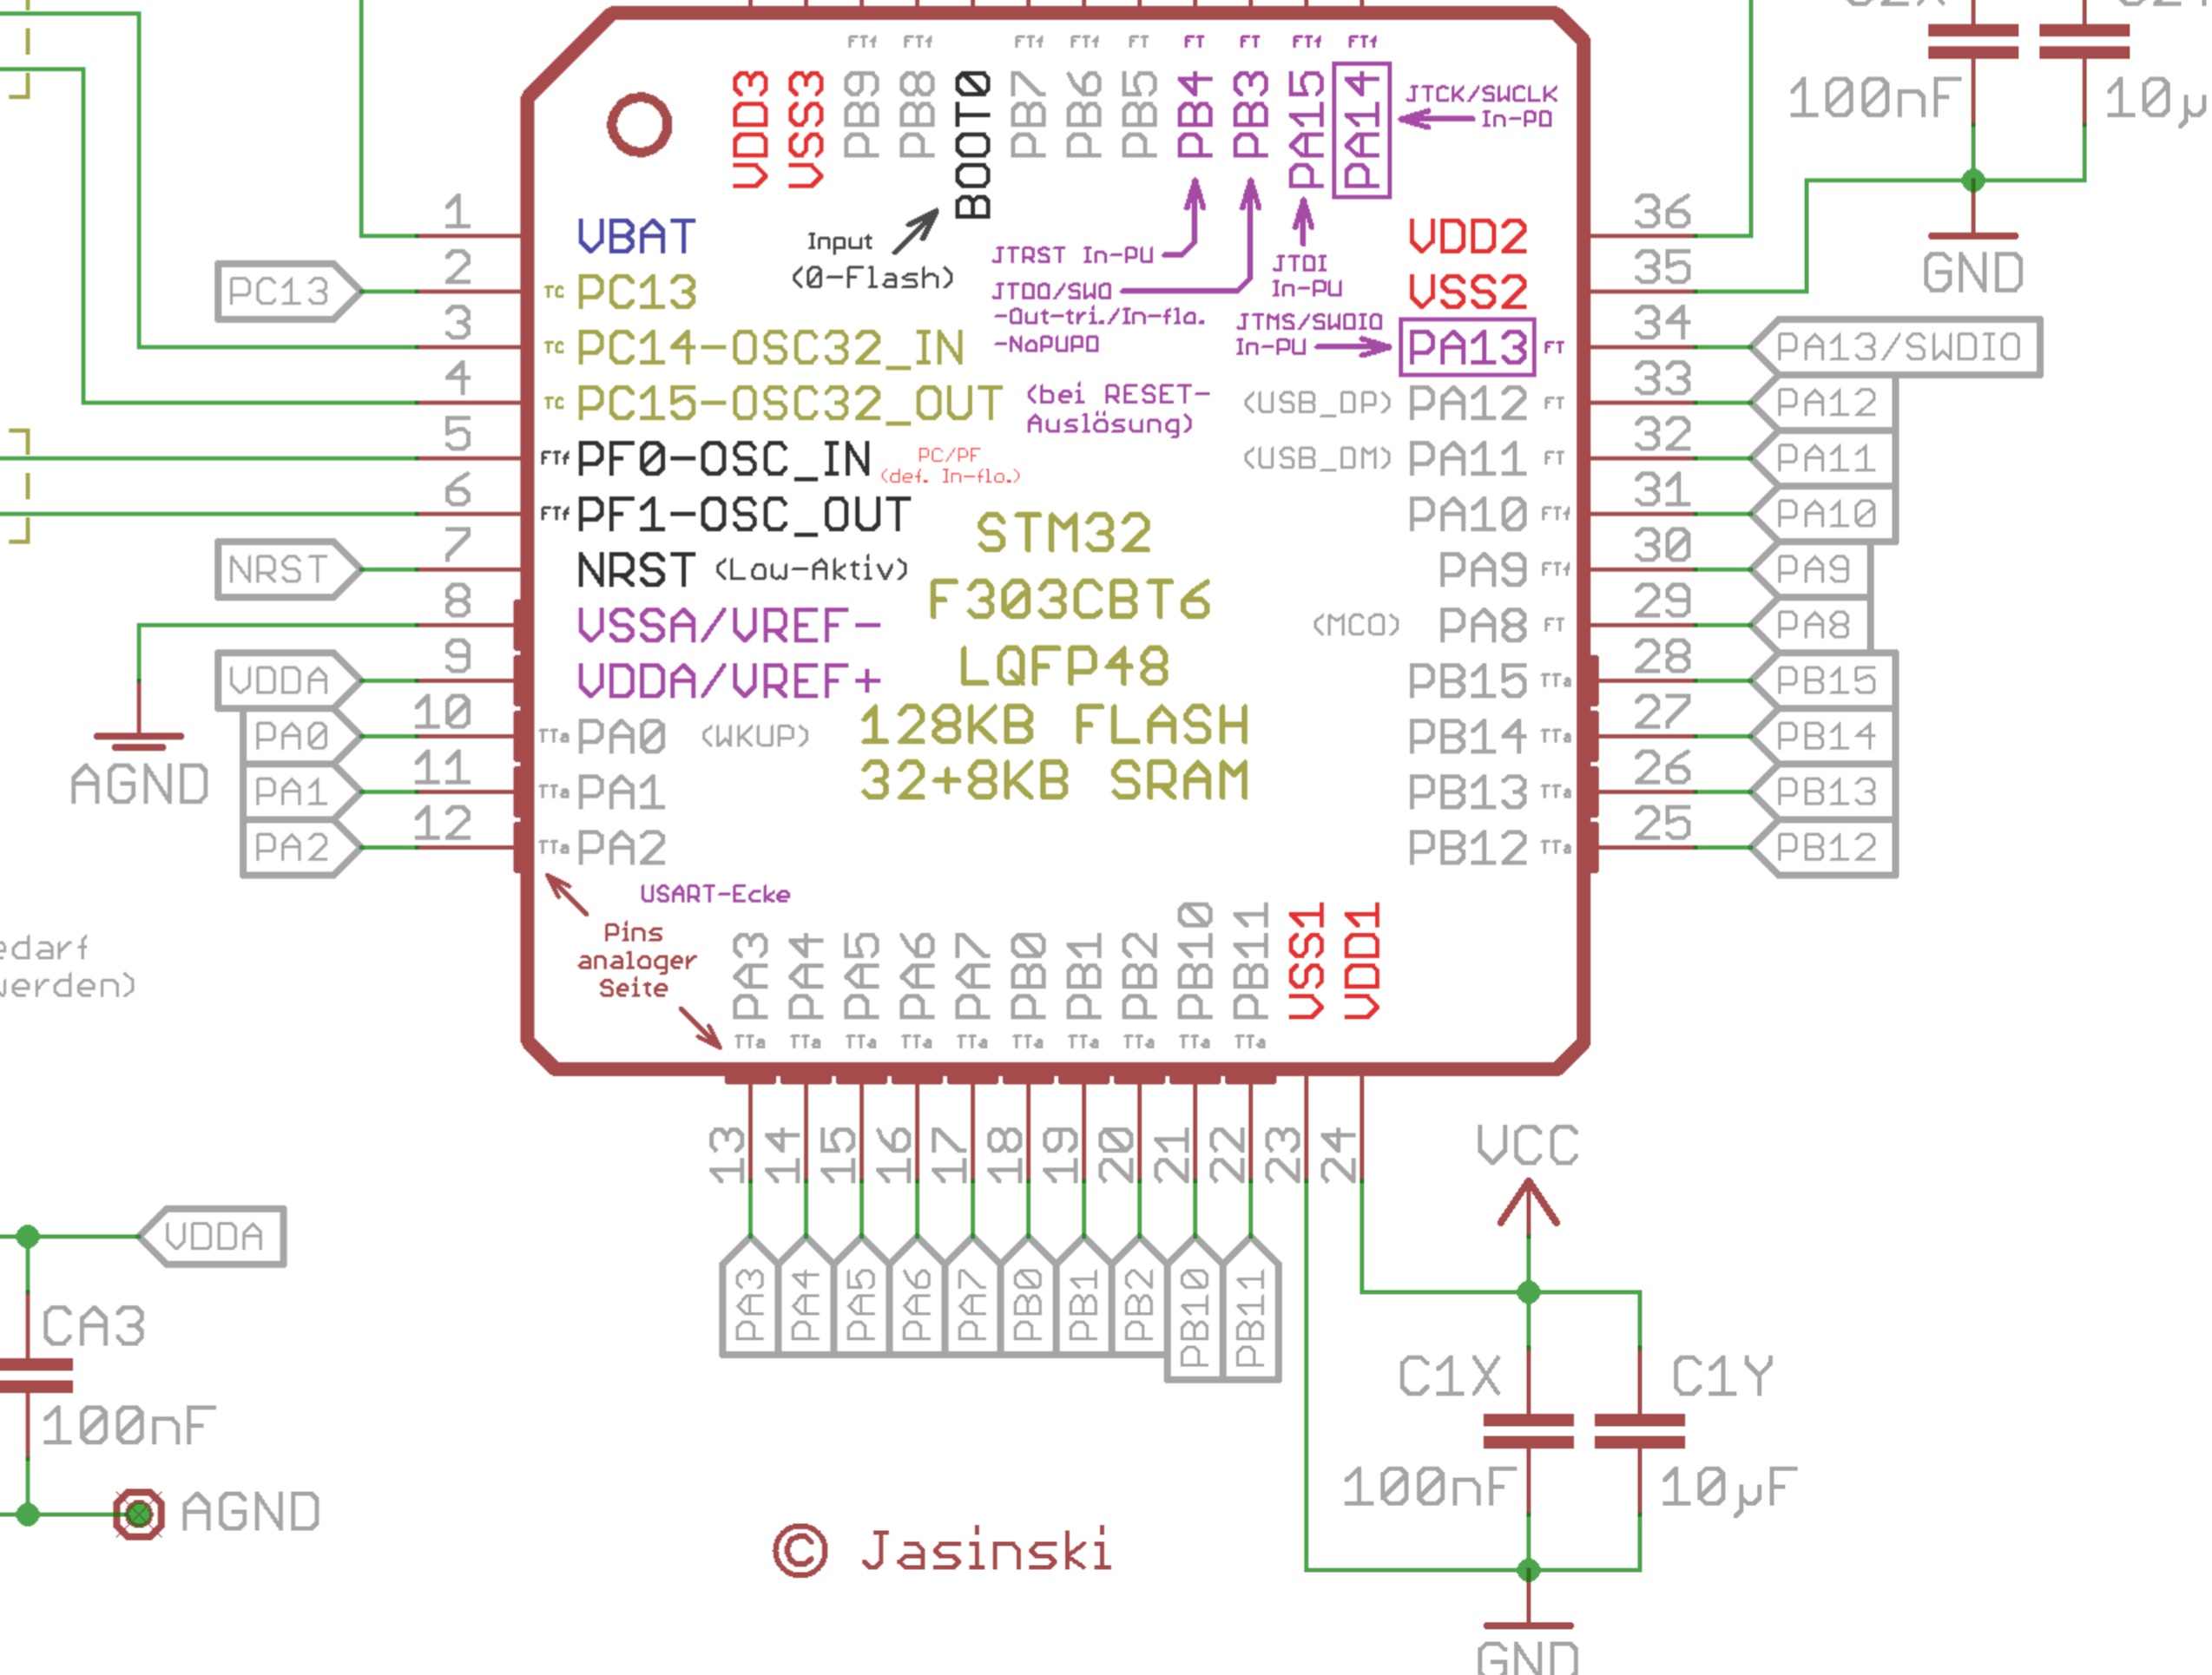 FTf FTf FTf FTf FT FT FT FTf FTf
VDD3 VSS3 PB9 PB8 BOOT0 PB7 PB6 PB5 PB4 PB3 PA15 PA14
JTCK/SWCLK
In-PD
100nF
10µ
GND
Input
(0-Flash)
JTRST In-PU
JTDO/SWO
-Out-tri./In-flo.
-NoPUPD
JTDI
In-PU
JTMS/SWDIO
In-PU
(bei RESET-
Auslösung)
1 VBAT
PC13 2 TC PC13
3 TC PC14-OSC32_IN
4 TC PC15-OSC32_OUT
5 FTf PF0-OSC_IN
PC/PF
(def. In-flo.)
6 FTf PF1-OSC_OUT
NRST 7 NRST (Low-Aktiv)
8 VSSA/VREF-
AGND
VDDA 9 VDDA/VREF+
PA0 10 TTa PA0 (WKUP)
PA1 11 TTa PA1
PA2 12 TTa PA2
STM32
F303CBT6
LQFP48
128KB FLASH
32+8KB SRAM
VDD2 36
VSS2 35
PA13 FT 34 PA13/SWDIO
(USB_DP) PA12 FT 33 PA12
(USB_DM) PA11 FT 32 PA11
PA10 FTf 31 PA10
PA9 FTf 30 PA9
(MCO) PA8 FT 29 PA8
PB15 TTa 28 PB15
PB14 TTa 27 PB14
PB13 TTa 26 PB13
PB12 TTa 25 PB12
USART-Ecke
Pins
analoger
Seite
edarf
werden)
PA3 PA4 PA5 PA6 PA7 PB0 PB1 PB2 PB10 PB11 VSS1 VDD1
TTa TTa TTa TTa TTa TTa TTa TTa TTa TTa
13 14 15 16 17 18 19 20 21 22 23 24
PA3 PA4 PA5 PA6 PA7 PB0 PB1 PB2 PB10 PB11
VCC
VDDA
CA3
100nF
AGND
C1X
100nF
C1Y
10µF
GND
© Jasinski